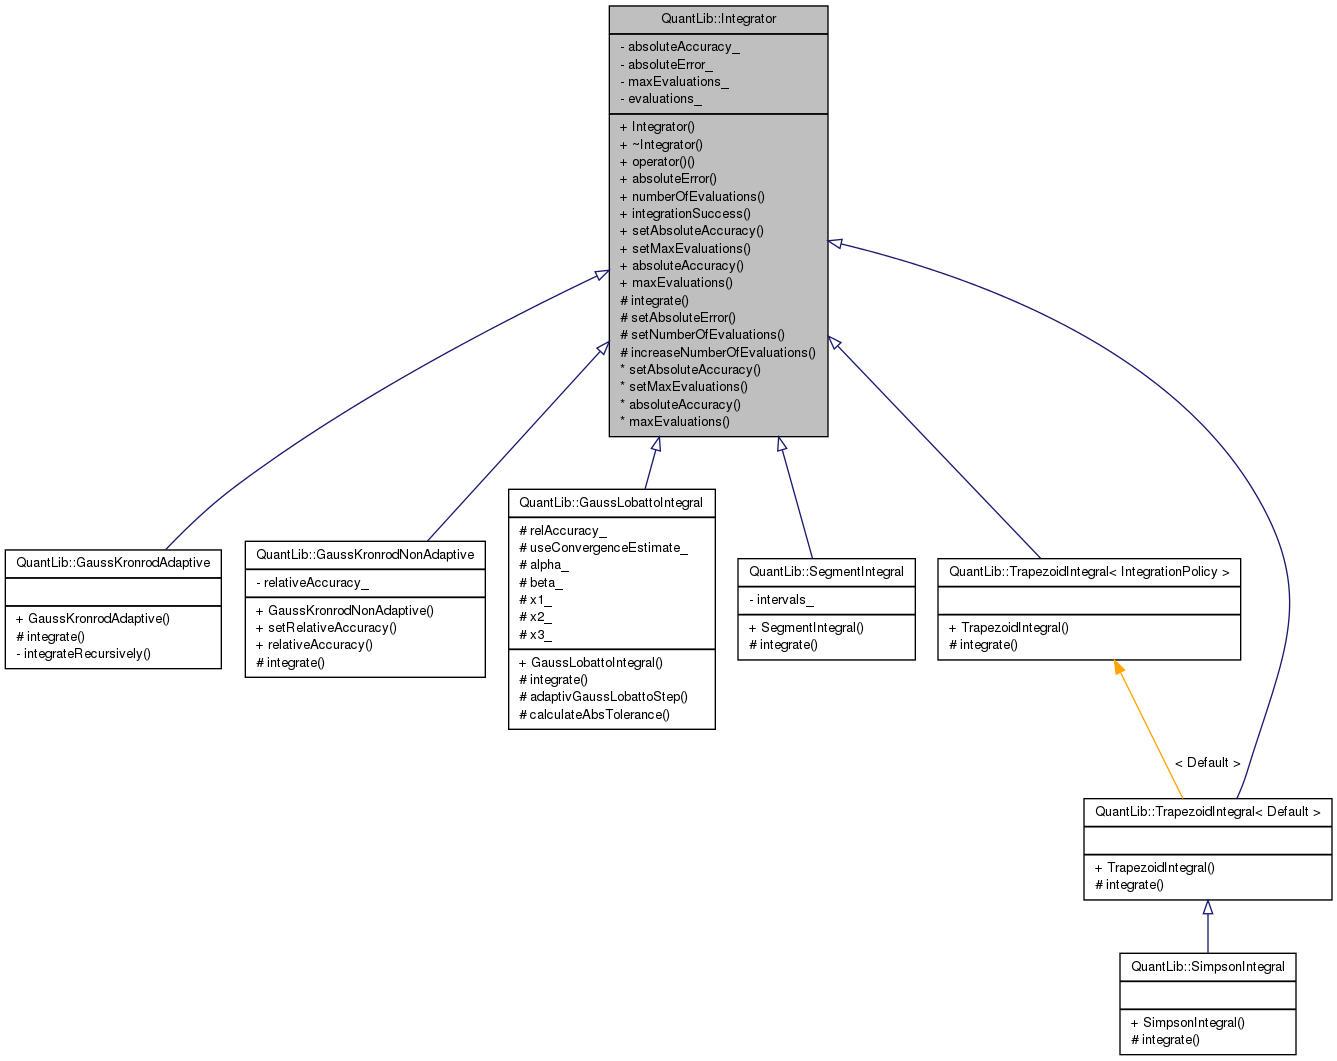 QuantLib::Integrator
- absoluteAccuracy_
- absoluteError_
- maxEvaluations_
- evaluations_
+ Integrator()
+ ~Integrator()
+ operator()()
+ absoluteError()
+ numberOfEvaluations()
+ integrationSuccess()
+ setAbsoluteAccuracy()
+ setMaxEvaluations()
+ absoluteAccuracy()
+ maxEvaluations()
# integrate()
# setAbsoluteError()
# setNumberOfEvaluations()
# increaseNumberOfEvaluations()
* setAbsoluteAccuracy()
* setMaxEvaluations()
* absoluteAccuracy()
* maxEvaluations()
QuantLib::GaussKronrodAdaptive
+ GaussKronrodAdaptive()
# integrate()
- integrateRecursively()
QuantLib::GaussKronrodNonAdaptive
- relativeAccuracy_
+ GaussKronrodNonAdaptive()
+ setRelativeAccuracy()
+ relativeAccuracy()
# integrate()
QuantLib::GaussLobattoIntegral
# relAccuracy_
# useConvergenceEstimate_
# alpha_
# beta_
# x1_
# x2_
# x3_
+ GaussLobattoIntegral()
# integrate()
# adaptivGaussLobattoStep()
# calculateAbsTolerance()
QuantLib::SegmentIntegral
- intervals_
+ SegmentIntegral()
# integrate()
QuantLib::TrapezoidIntegral< IntegrationPolicy >
+ TrapezoidIntegral()
# integrate()
< Default >
QuantLib::TrapezoidIntegral< Default >
+ TrapezoidIntegral()
# integrate()
QuantLib::SimpsonIntegral
+ SimpsonIntegral()
# integrate()